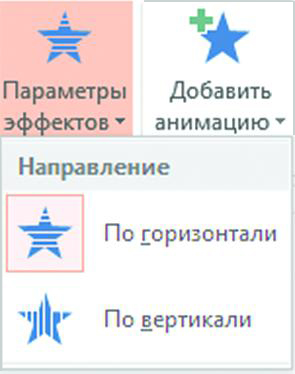 Параметры эффектов
Добавить анимацию
Направление
По горизонтали
По вертикали